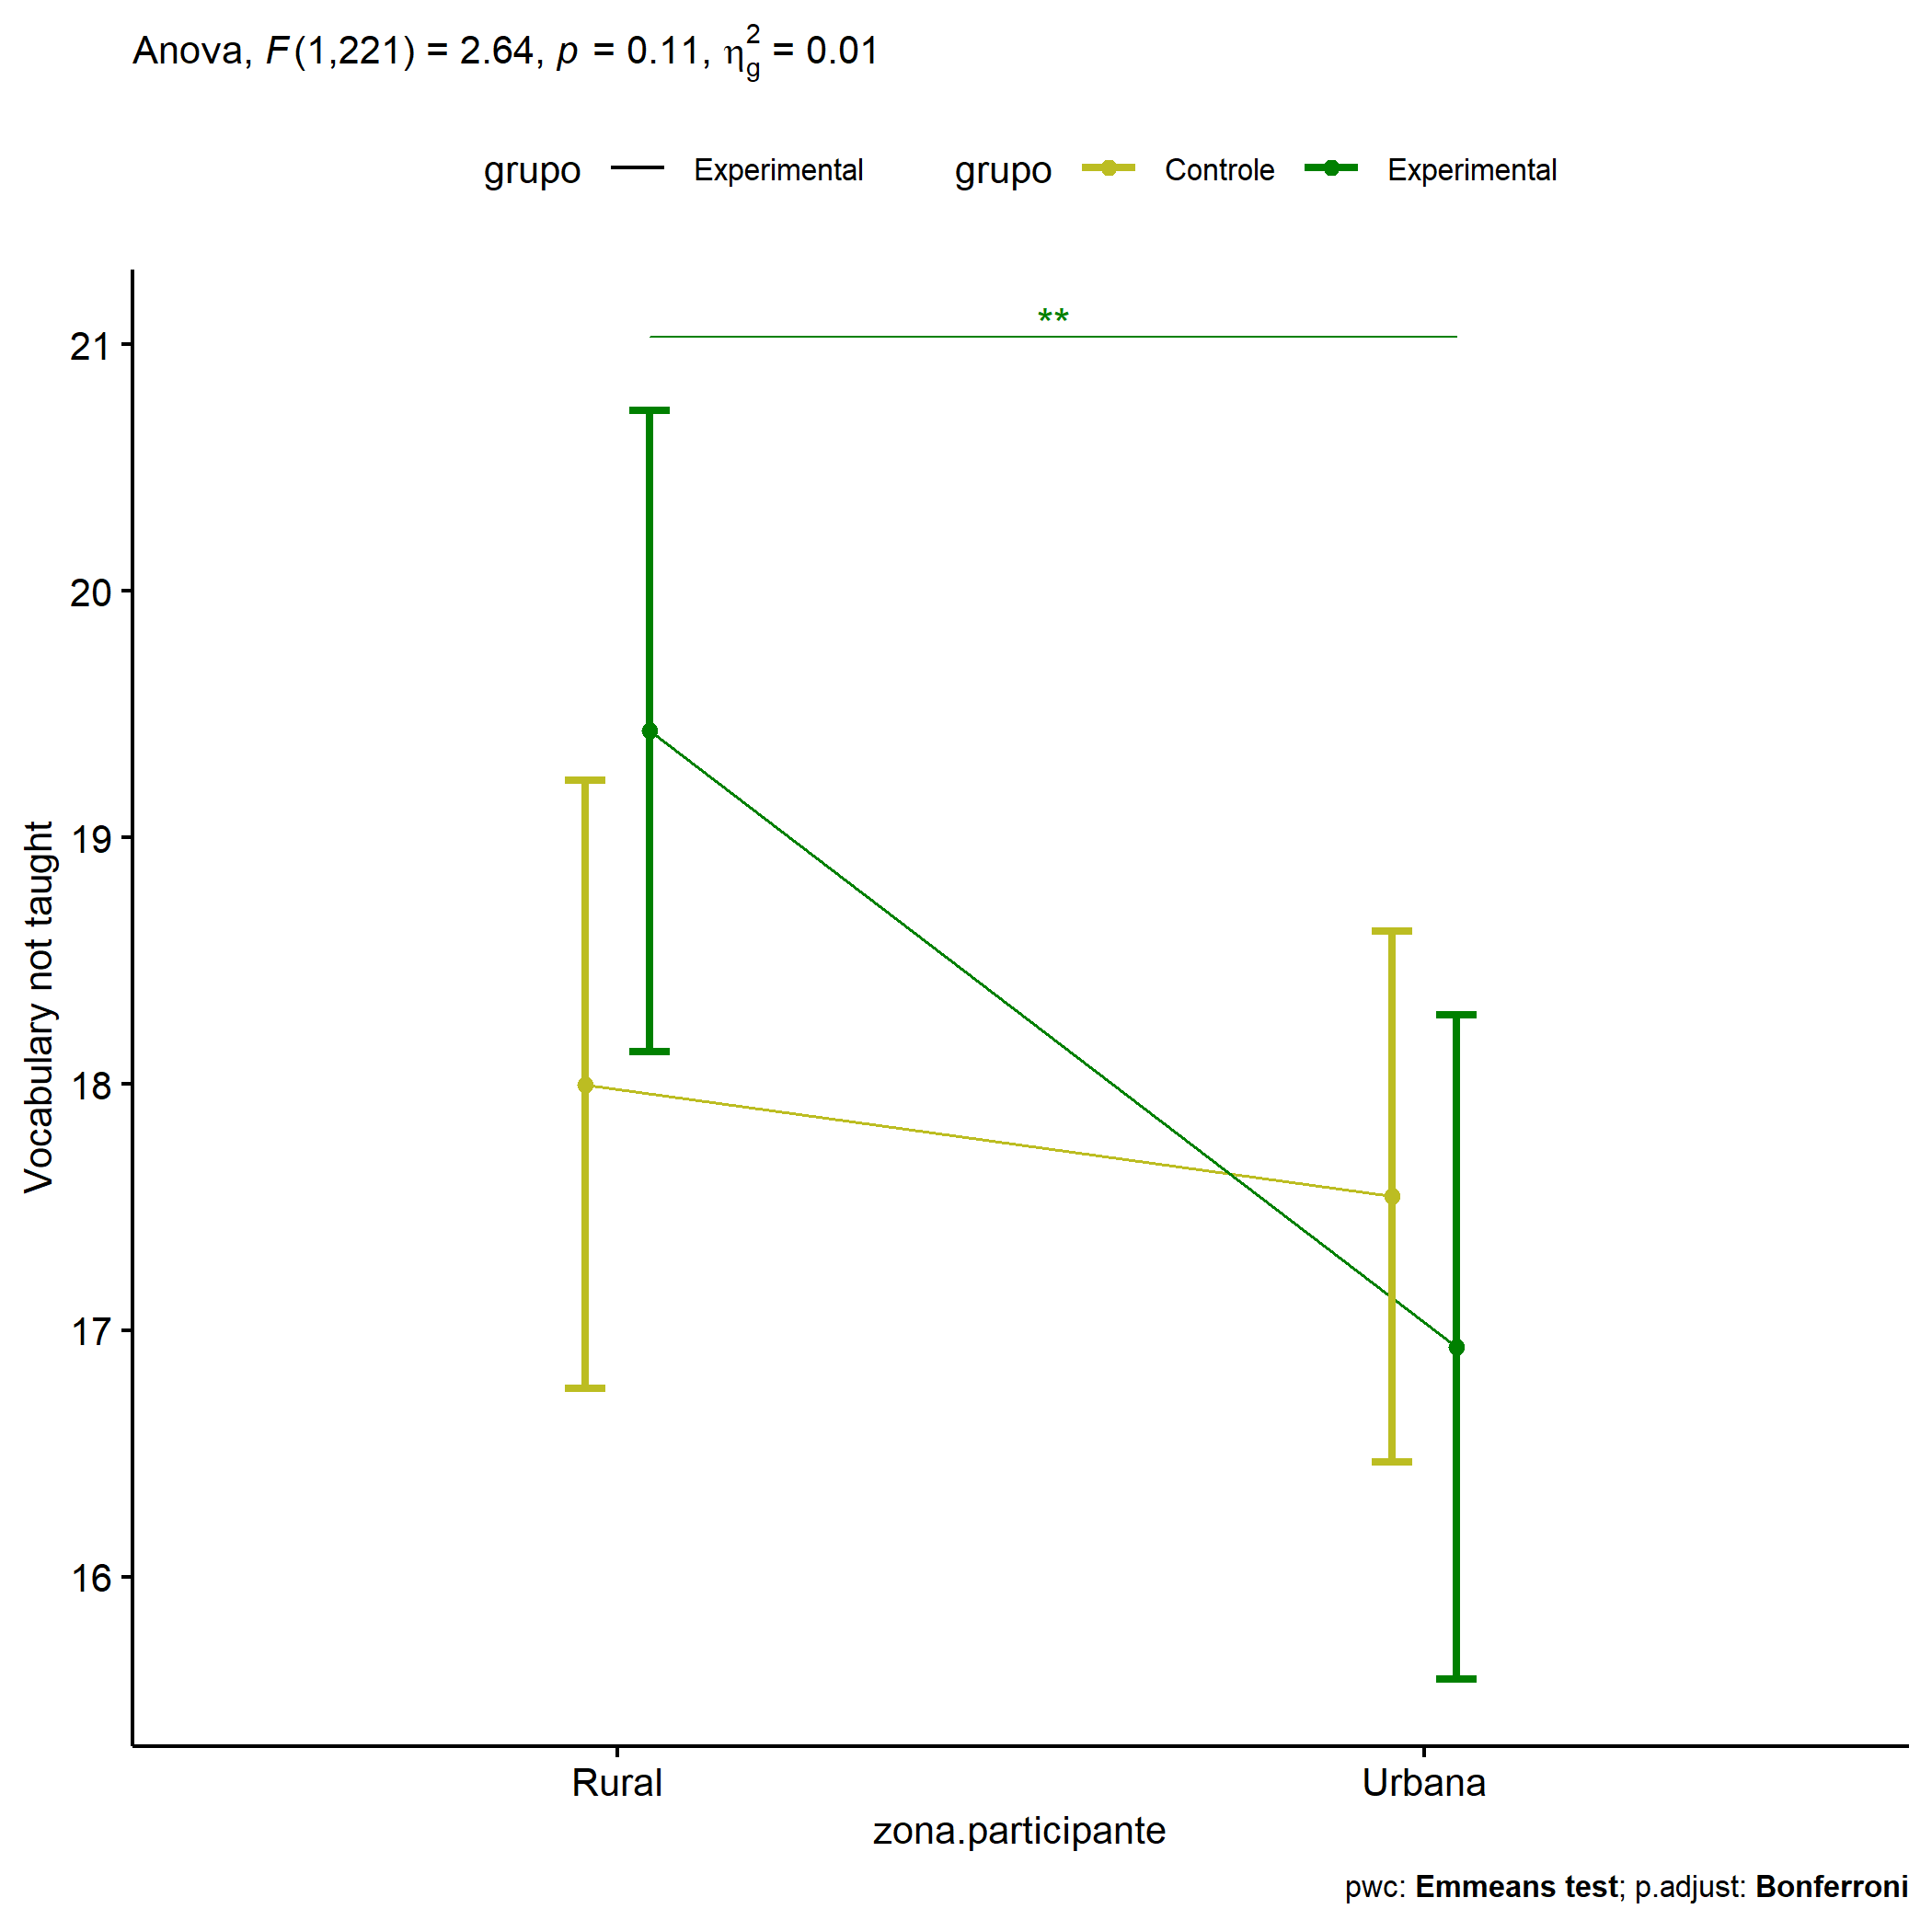 Anova, F(1,221) = 2.64, p = 0.11, η²g = 0.01
grupo Experimental grupo Controle Experimental
**
21
20
19
18
17
16
Vocabulary not taught
Rural Urbana
zona.participante
pwc: Emmeans test; p.adjust: Bonferroni